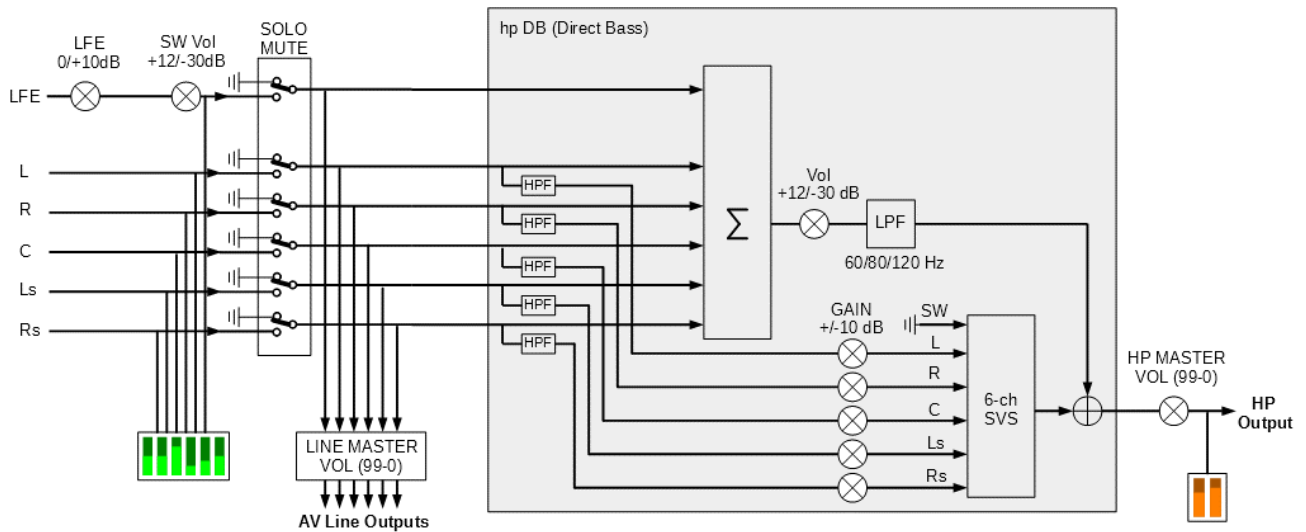 hp DB (Direct Bass)
SOLO
MUTE
LFE
0/+10dB
SW Vol
+12/-30dB
LFE
L
R
C
Ls
Rs
HPF
HPF
HPF
HPF
HPF
Σ
Vol
+12/-30 dB
LPF
60/80/120 Hz
GAIN
+/-10 dB
SW
L
R
C
Ls
Rs
6-ch
SVS
HP MASTER
VOL (99-0)
HP
Output
LINE MASTER
VOL (99-0)
AV Line Outputs